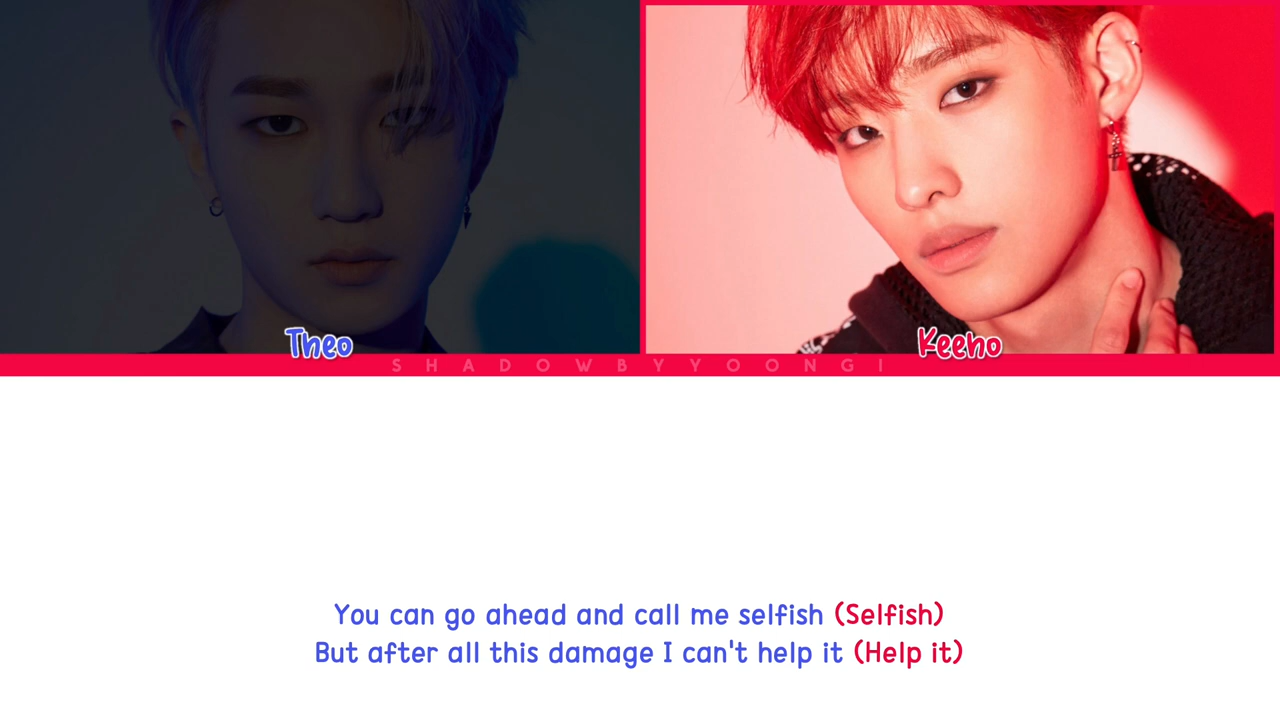 Theo
Keeho
SHADOWBYYOONGI
You can go ahead and call me selfish (Selfish)
But after all this damage I can't help it (Help it)